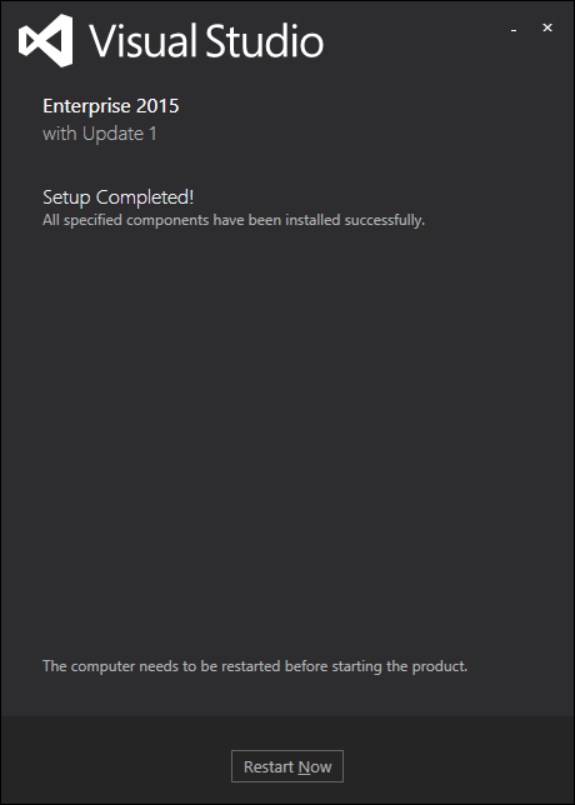 Visual Studio
Enterprise 2015
with Update 1
Setup Completed!
All specified components have been installed successfully.
The computer needs to be restarted before starting the product.
Restart Now